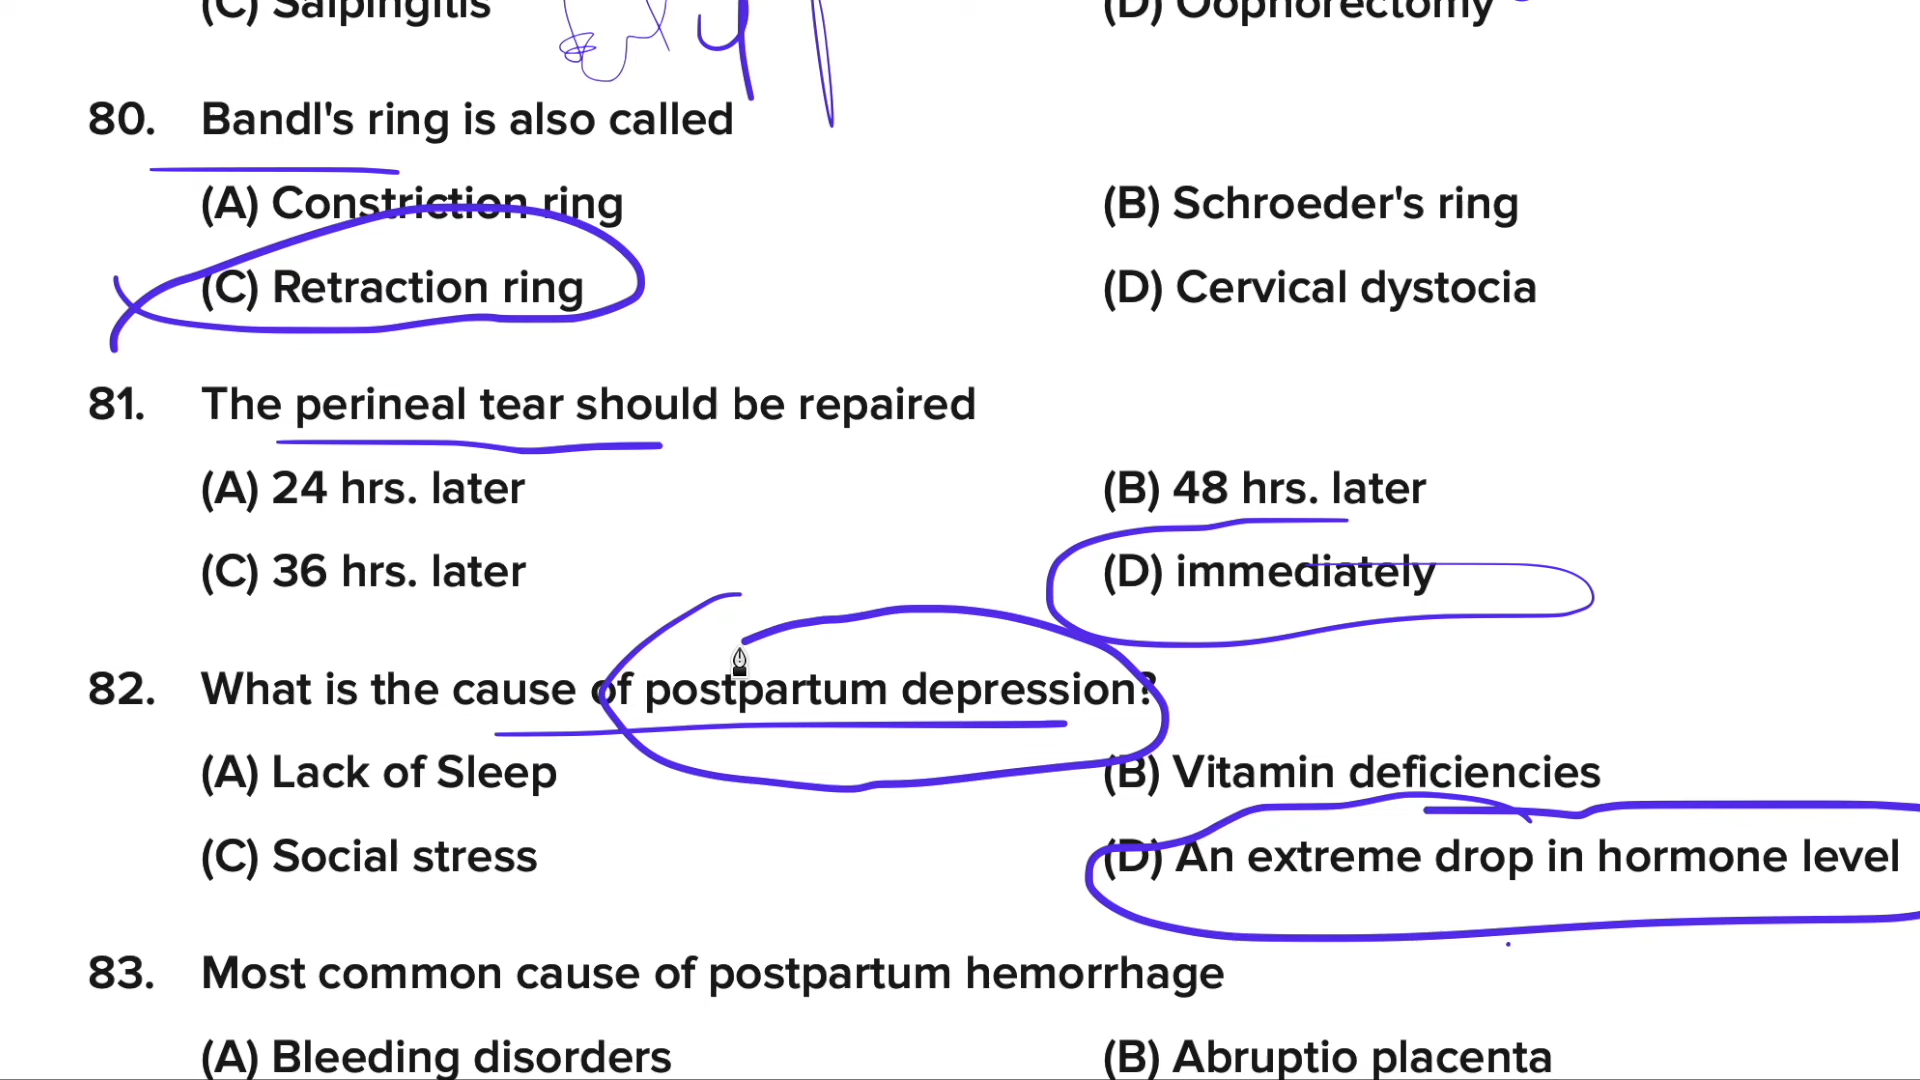 (C) Salpingitis
(D) Oophorectomy
80. Bandl's ring is also called
(A) Constriction ring
(B) Schroeder's ring
(C) Retraction ring
(D) Cervical dystocia
81. The perineal tear should be repaired
(A) 24 hrs. later
(B) 48 hrs. later
(C) 36 hrs. later
(D) immediately
82. What is the cause of postpartum depression?
(A) Lack of Sleep
(B) Vitamin deficiencies
(C) Social stress
(D) An extreme drop in hormone level
83. Most common cause of postpartum hemorrhage
(A) Bleeding disorders
(B) Abruptio placenta